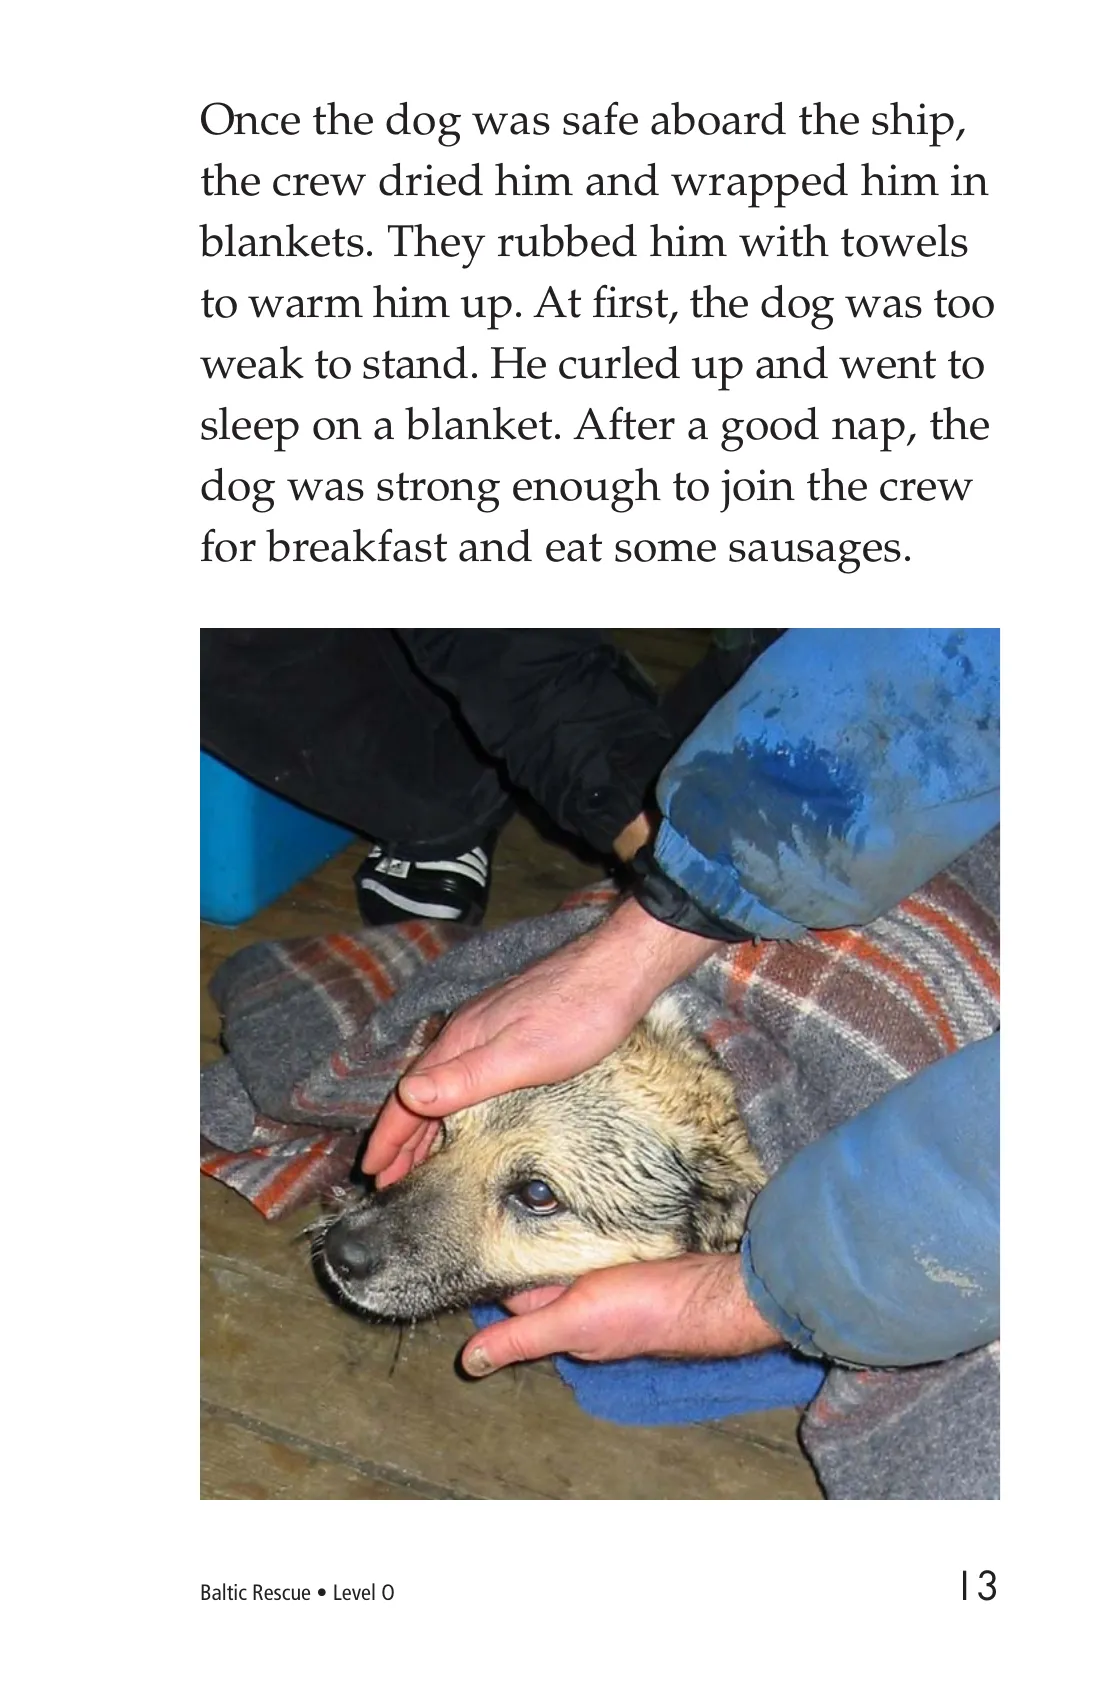 Once the dog was safe aboard the ship,
the crew dried him and wrapped him in
blankets. They rubbed him with towels
to warm him up. At first, the dog was too
weak to stand. He curled up and went to
sleep on a blanket. After a good nap, the
dog was strong enough to join the crew
for breakfast and eat some sausages.
Baltic Rescue • Level O
13